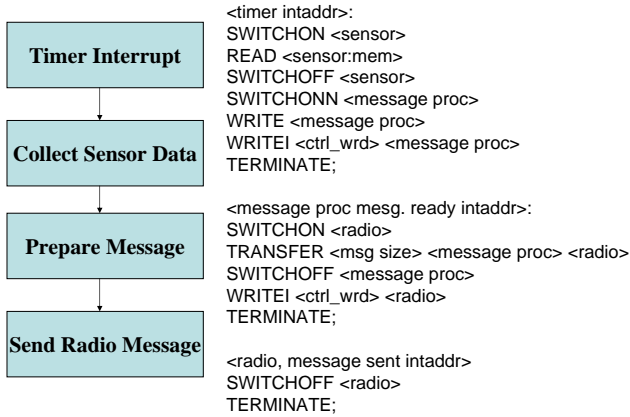 Timer Interrupt
Collect Sensor Data
Prepare Message
Send Radio Message
<timer intaddr>:
SWITCHON <sensor>
READ <sensor:mem>
SWITCHOFF <sensor>
SWITCHONN <message proc>
WRITE <message proc>
WRITEI <ctrl_wrd> <message proc>
TERMINATE;
<message proc mesg. ready intaddr>:
SWITCHON <radio>
TRANSFER <msg size> <message proc> <radio>
SWITCHOFF <message proc>
WRITEI <ctrl_wrd> <radio>
TERMINATE;
<radio, message sent intaddr>
SWITCHOFF <radio>
TERMINATE;